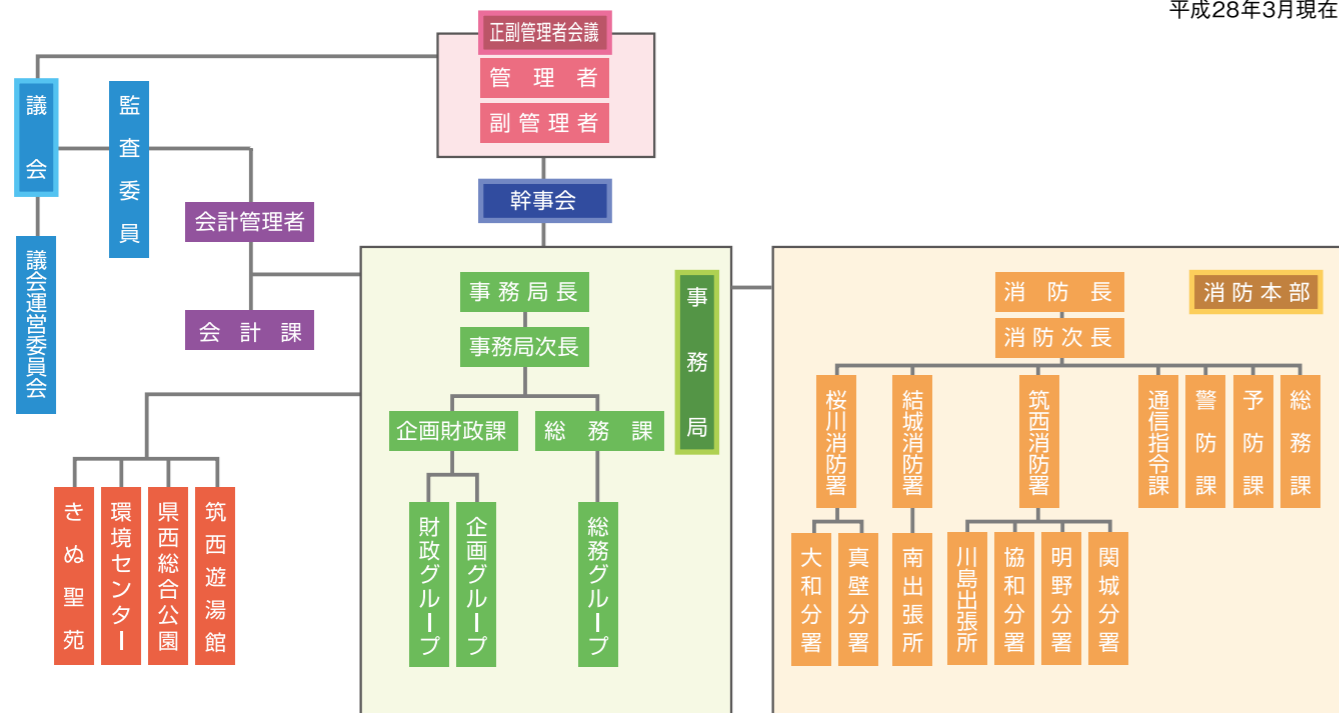 平成28年3月現在
正副管理者会議
管理者
副管理者
議会
監査委員
幹事会
会計管理者
議会運営委員会
会計課
事務局
事務局長
事務局次長
企画財政課
総務課
財政グループ
企画グループ
総務グループ
きぬ聖苑
環境センター
県西総合公園
筑西遊湯館
消防本部
消防長
消防次長
桜川消防署
結城消防署
筑西消防署
通信指令課
警防課
予防課
総務課
大和分署
真壁分署
南出張所
川島出張所
協和分署
明野分署
関城分署